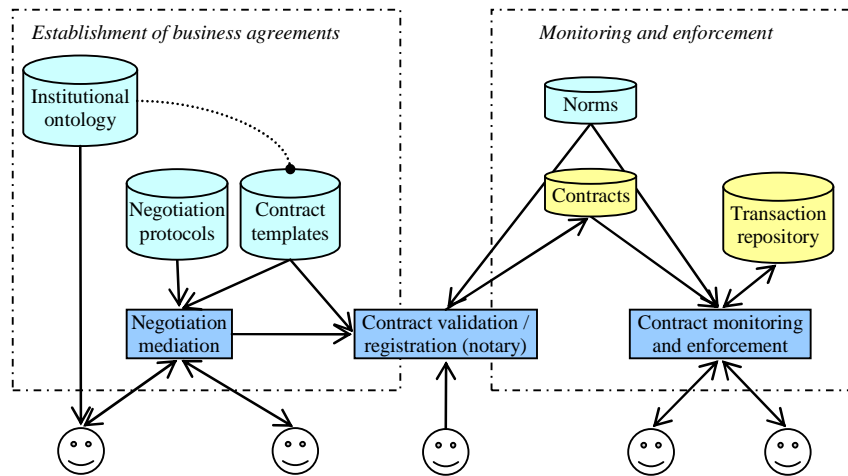 Establishment of business agreements
Monitoring and enforcement
Institutional
ontology
Norms
Negotiation
protocols
Contract
templates
Contracts
Transaction
repository
Negotiation
mediation
Contract validation /
registration (notary)
Contract monitoring
and enforcement